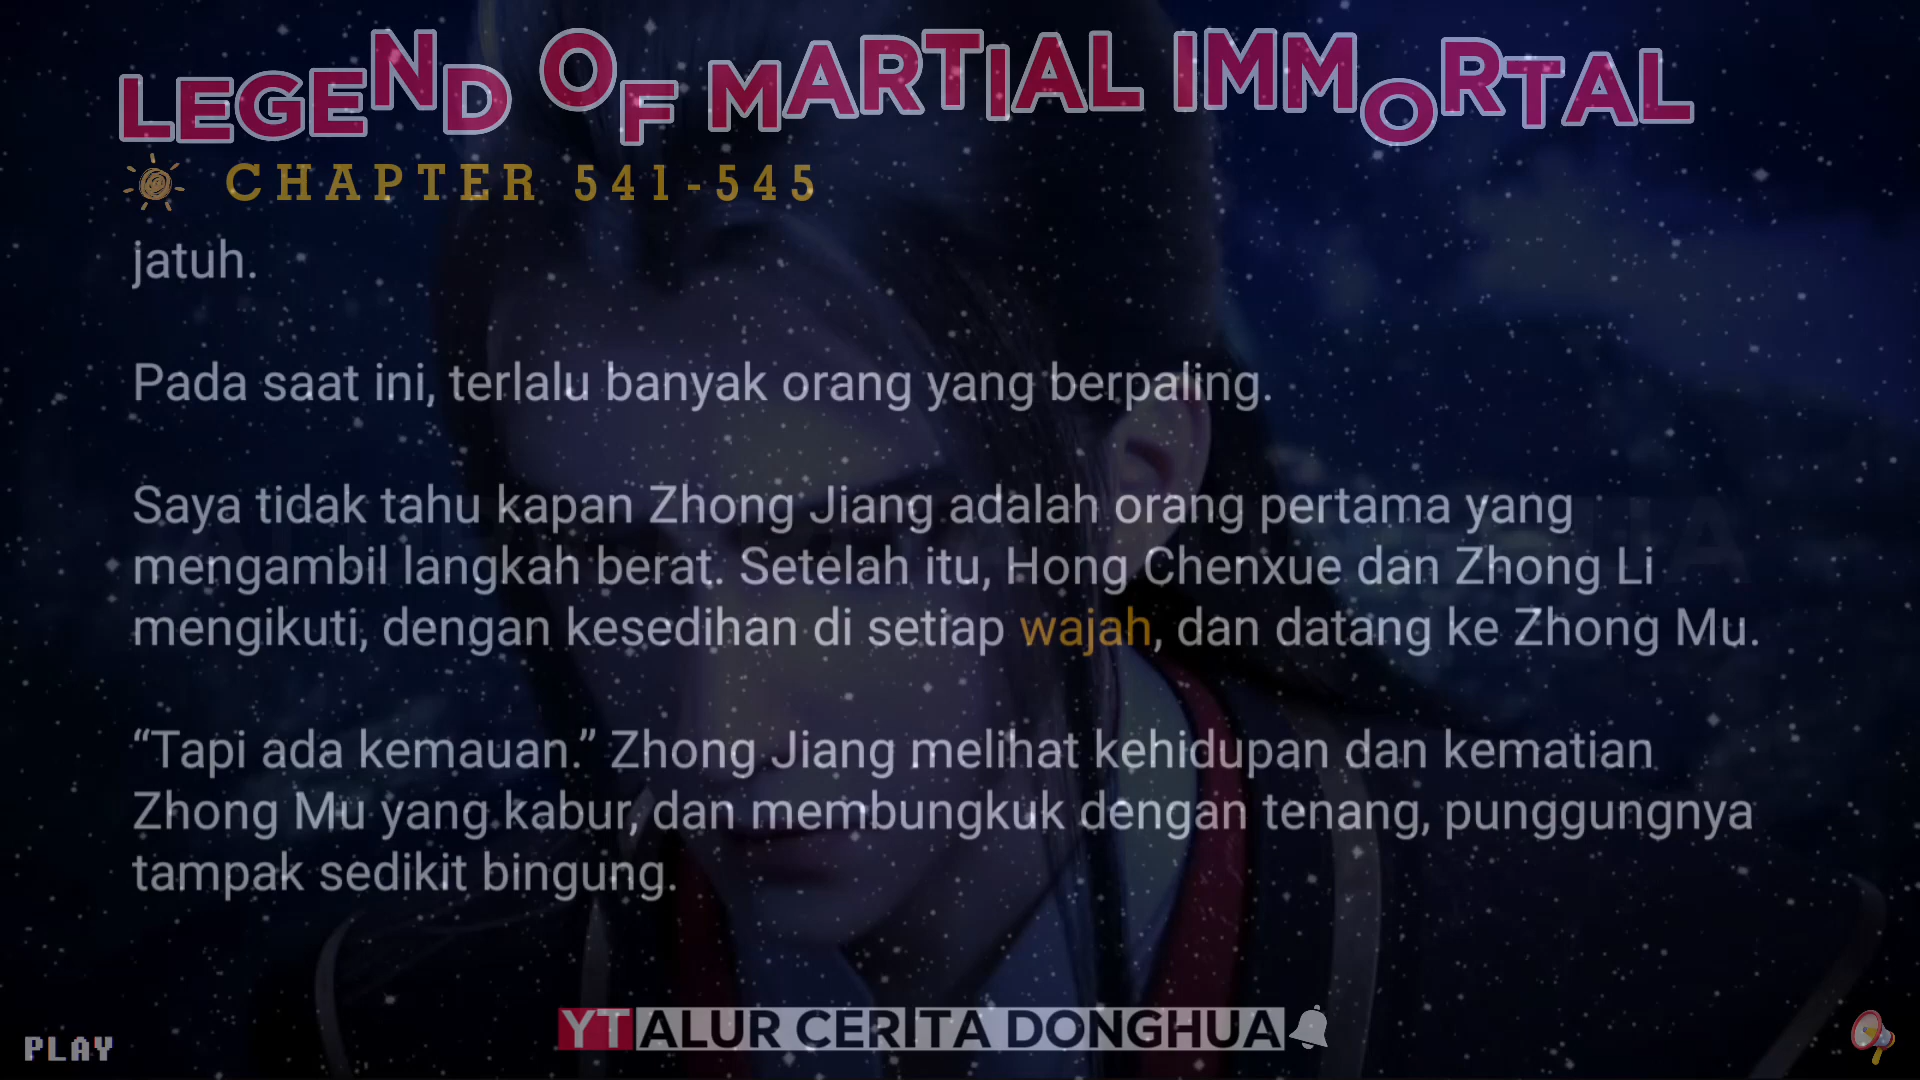 LEGEND OF MARTIAL IMMORTAL
CHAPTER 541-545
jatuh.
Pada saat ini, terlalu banyak orang yang berpaling.
Saya tidak tahu kapan Zhong Jiang adalah orang pertama yang
mengambil langkah berat. Setelah itu, Hong Chenxue dan Zhong Li
mengikuti, dengan kesedihan di setiap wajah, dan datang ke Zhong Mu.
“Tapi ada kemauan.” Zhong Jiang melihat kehidupan dan kematian
Zhong Mu yang kabur, dan membungkuk dengan tenang, punggungnya
tampak sedikit bingung.
YT ALUR CERITA DONGHUA
PLAY